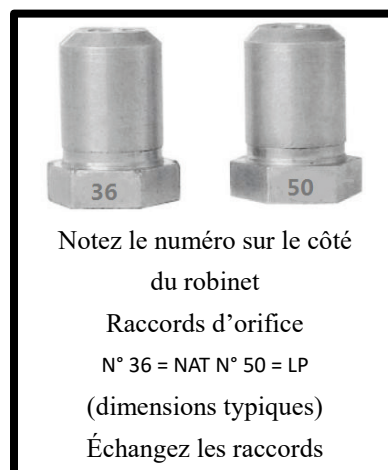 36 50
Notez le numéro sur le côté
du robinet
Raccords d’orifice
N° 36 = NAT N° 50 = LP
(dimensions typiques)
Échangez les raccords